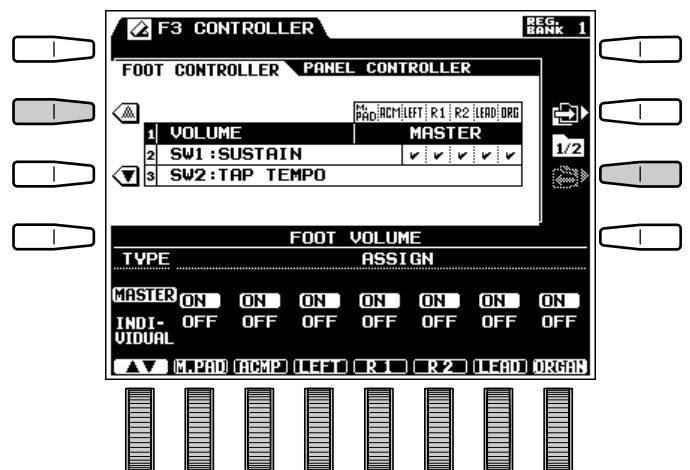 F3 CONTROLLER
REG. BANK 1
FOOT CONTROLLER PANEL CONTROLLER
M. PAD ACM LEFT R1 R2 LEAD ORG
1 VOLUME MASTER
2 SW1:SUSTAIN ✔ ✔ ✔ ✔ ✔
3 SW2:TAP TEMPO
1/2
FOOT VOLUME
TYPE ASSIGN
MASTER ON ON ON ON ON ON ON
INDI-VIDUAL OFF OFF OFF OFF OFF OFF OFF
▲▼ M.PAD ACMP LEFT R1 R2 LEAD ORGAN